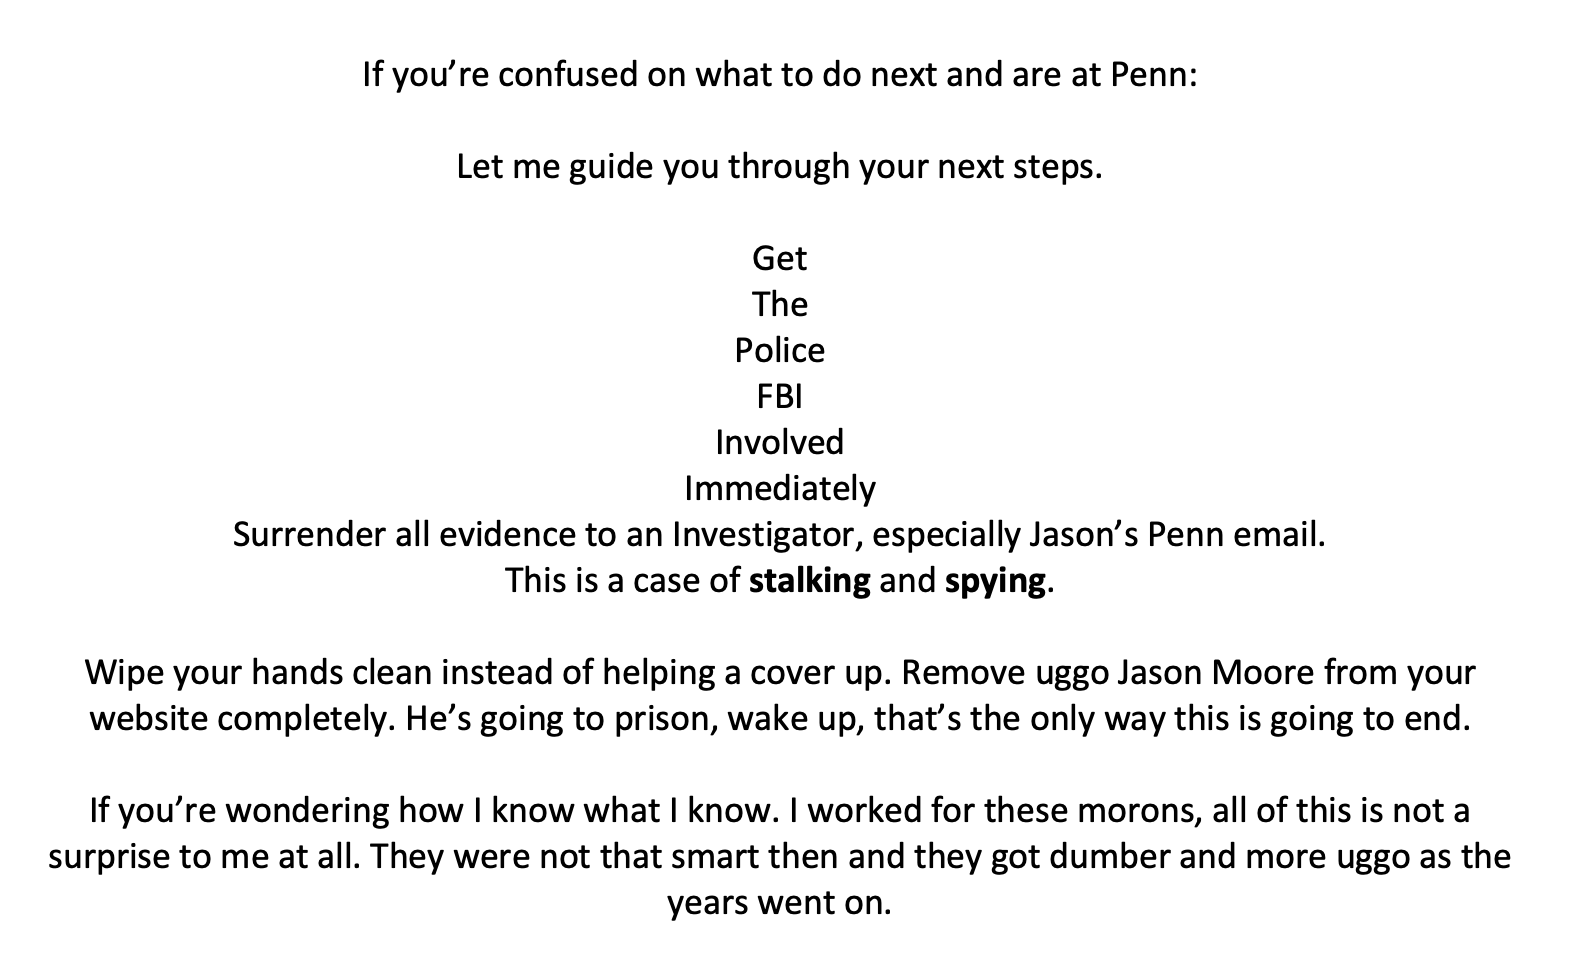 If you’re confused on what to do next and are at Penn:
Let me guide you through your next steps.
Get
The
Police
FBI
Involved
Immediately
Surrender all evidence to an Investigator, especially Jason’s Penn email.
This is a case of stalking and spying.
Wipe your hands clean instead of helping a cover up. Remove uggo Jason Moore from your
website completely. He’s going to prison, wake up, that’s the only way this is going to end.
If you’re wondering how I know what I know. I worked for these morons, all of this is not a
surprise to me at all. They were not that smart then and they got dumber and more uggo as the
years went on.